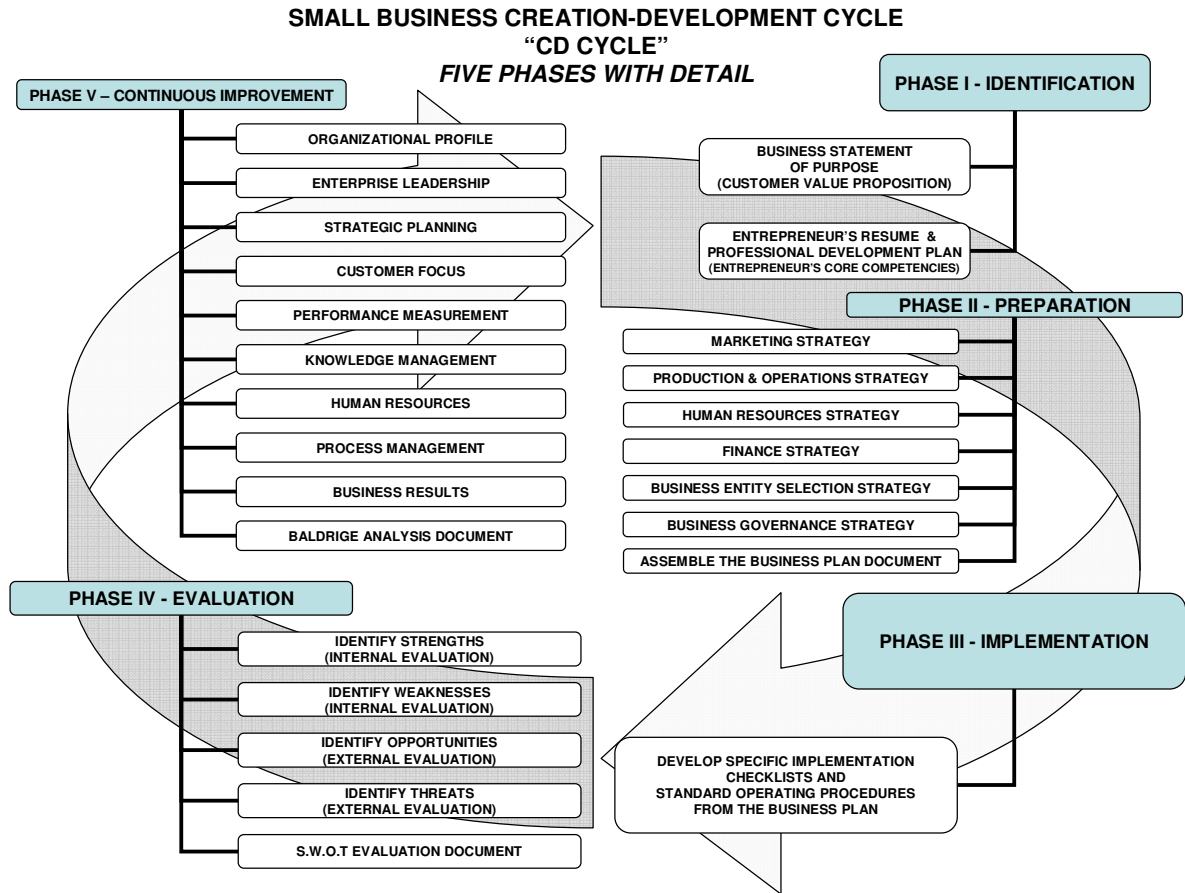 SMALL BUSINESS CREATION-DEVELOPMENT CYCLE
“CD CYCLE”
FIVE PHASES WITH DETAIL
PHASE I - IDENTIFICATION
BUSINESS STATEMENT
OF PURPOSE
(CUSTOMER VALUE PROPOSITION)
ENTREPRENEUR’S RESUME &
PROFESSIONAL DEVELOPMENT PLAN
(ENTREPRENEUR’S CORE COMPETENCIES)
PHASE II - PREPARATION
MARKETING STRATEGY
PRODUCTION & OPERATIONS STRATEGY
HUMAN RESOURCES STRATEGY
FINANCE STRATEGY
BUSINESS ENTITY SELECTION STRATEGY
BUSINESS GOVERNANCE STRATEGY
ASSEMBLE THE BUSINESS PLAN DOCUMENT
PHASE III - IMPLEMENTATION
DEVELOP SPECIFIC IMPLEMENTATION
CHECKLISTS AND
STANDARD OPERATING PROCEDURES
FROM THE BUSINESS PLAN
PHASE IV - EVALUATION
IDENTIFY STRENGTHS
(INTERNAL EVALUATION)
IDENTIFY WEAKNESSES
(INTERNAL EVALUATION)
IDENTIFY OPPORTUNITIES
(EXTERNAL EVALUATION)
IDENTIFY THREATS
(EXTERNAL EVALUATION)
S.W.O.T EVALUATION DOCUMENT
PHASE V – CONTINUOUS IMPROVEMENT
ORGANIZATIONAL PROFILE
ENTERPRISE LEADERSHIP
STRATEGIC PLANNING
CUSTOMER FOCUS
PERFORMANCE MEASUREMENT
KNOWLEDGE MANAGEMENT
HUMAN RESOURCES
PROCESS MANAGEMENT
BUSINESS RESULTS
BALDRIGE ANALYSIS DOCUMENT